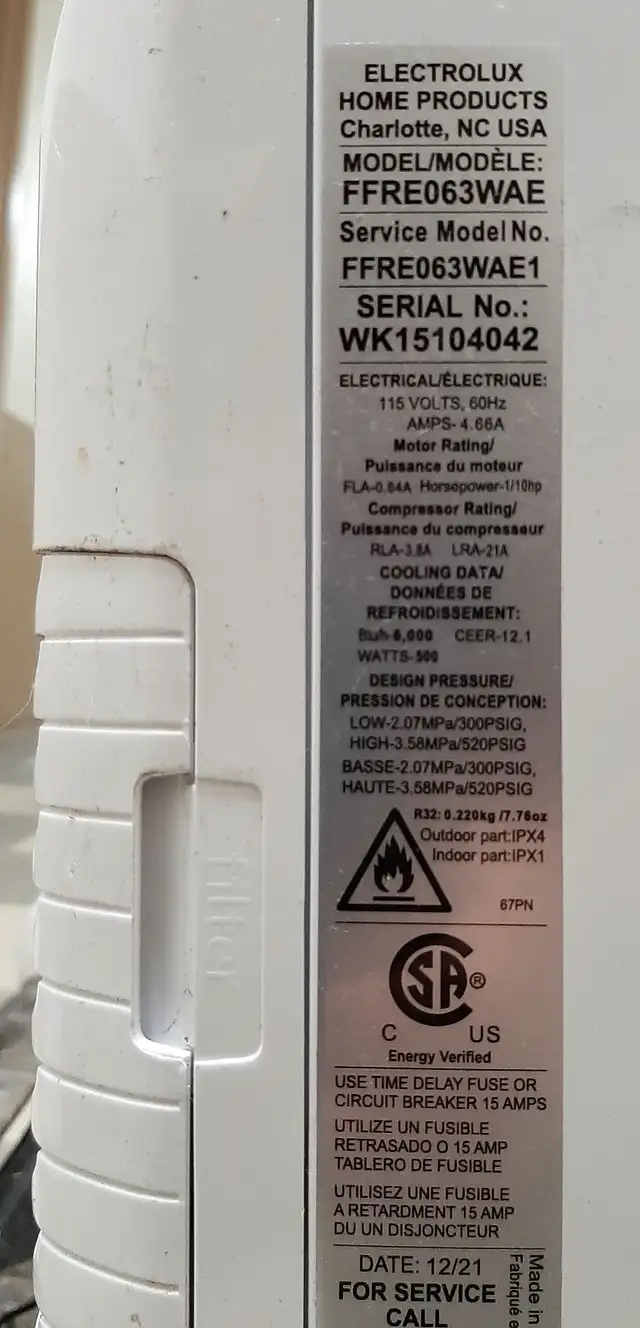 ELECTROLUX
HOME PRODUCTS
Charlotte, NC USA
MODEL/MODÈLE:
FFRE063WAE
Service Model No.
FFRE063WAE1
SERIAL No.:
WK15104042
ELECTRICAL/ÉLECTRIQUE:
115 VOLTS, 60Hz
AMPS- 4.66A
Motor Rating/
Puissance du moteur
FLA-0.64A Horsepower-1/10hp
Compressor Rating/
Puissance du compresseur
RLA-3.8A LRA-21A
COOLING DATA/
DONNÉES DE
REFROIDISSEMENT:
Btu/h-6,000 CEER-12.1
WATTS-500
DESIGN PRESSURE/
PRESSION DE CONCEPTION:
LOW-2.07MPa/300PSIG,
HIGH-3.58MPa/520PSIG
BASSE-2.07MPa/300PSIG,
HAUTE-3.58MPa/520PSIG
R32: 0.220kg /7.76oz
Outdoor part:IPX4
Indoor part:IPX1
67PN
SA®
C US
Energy Verified
USE TIME DELAY FUSE OR
CIRCUIT BREAKER 15 AMPS
UTILIZE UN FUSIBLE
RETRASADO O 15 AMP
TABLERO DE FUSIBLE
UTILISEZ UNE FUSIBLE
A RETARDMENT 15 AMP
DU UN DISJONCTEUR
DATE: 12/21
FOR SERVICE
CALL
Made in
Fabriqué e
filter